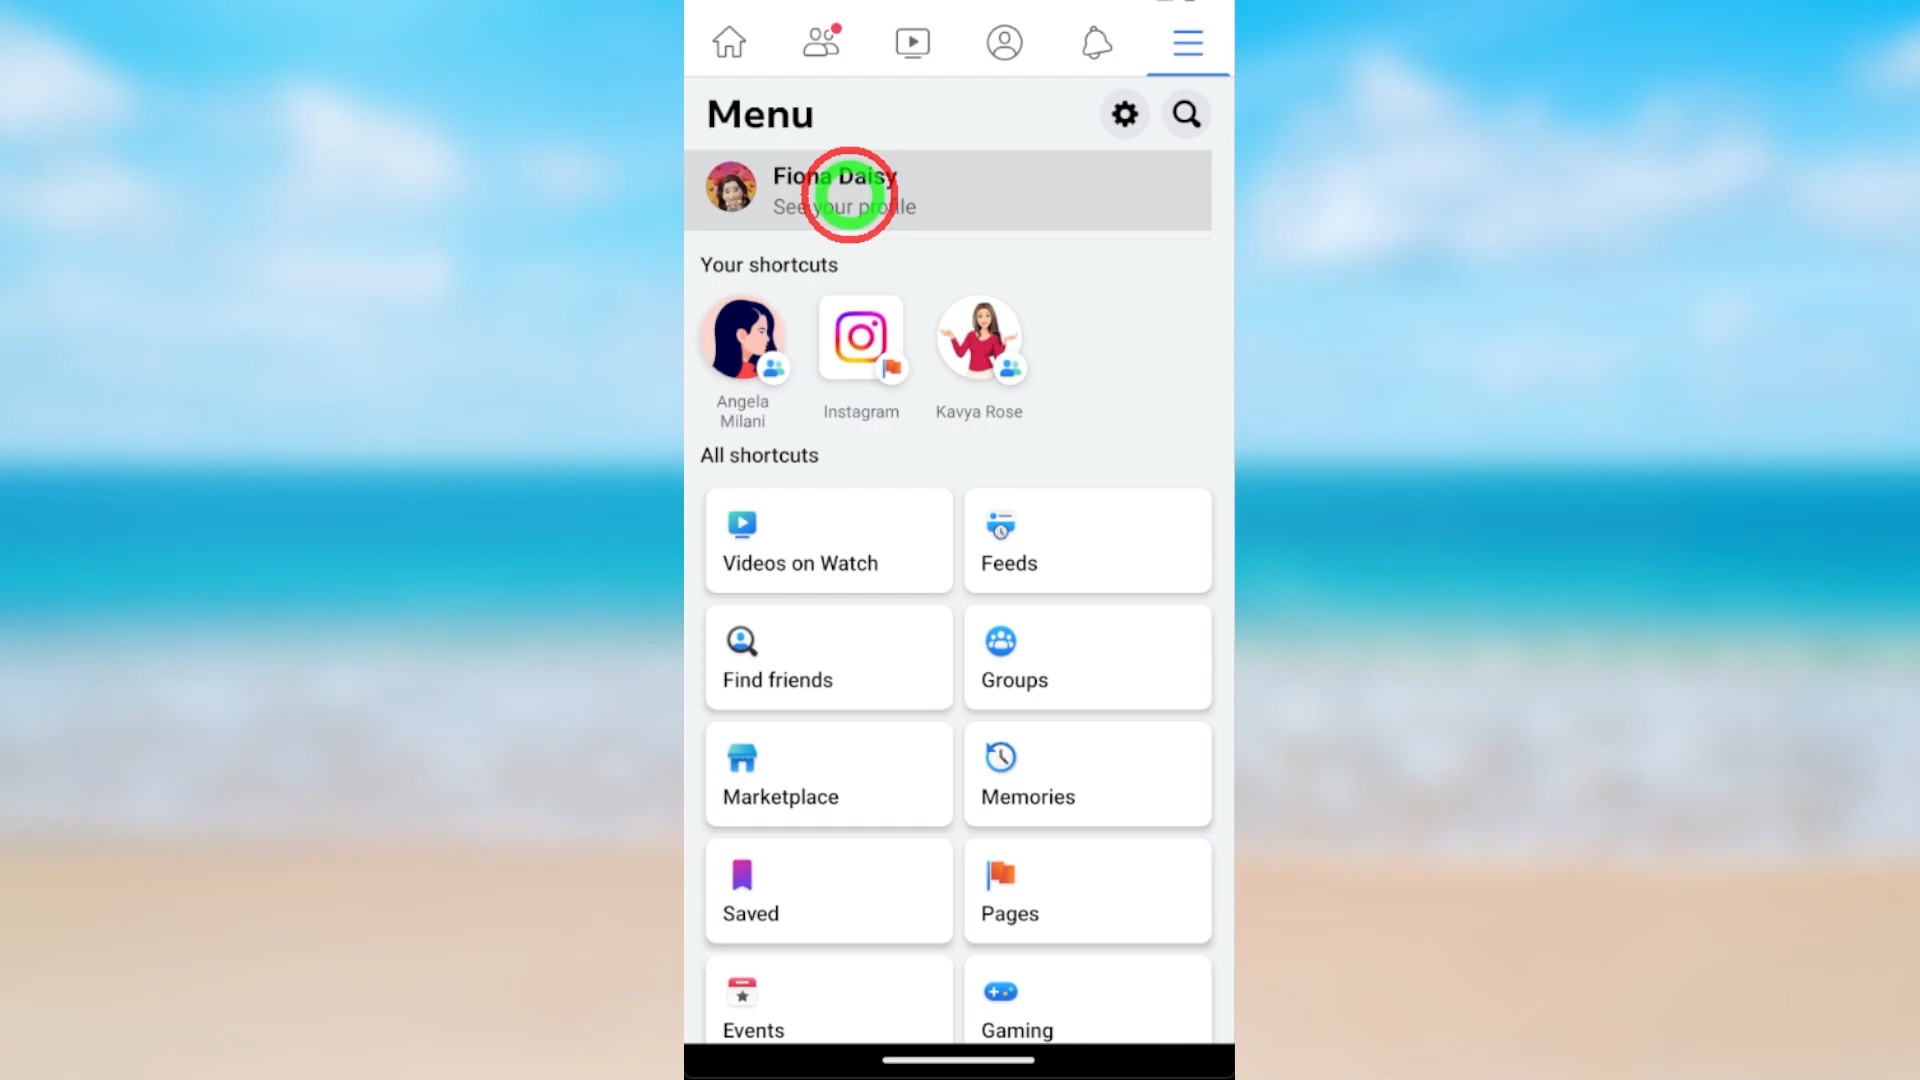 Menu
Fiona Daisy
See your profile
Your shortcuts
Angela
Milani
Instagram
Kavya Rose
All shortcuts
Videos on Watch
Feeds
Find friends
Groups
Marketplace
Memories
Saved
Pages
Events
Gaming